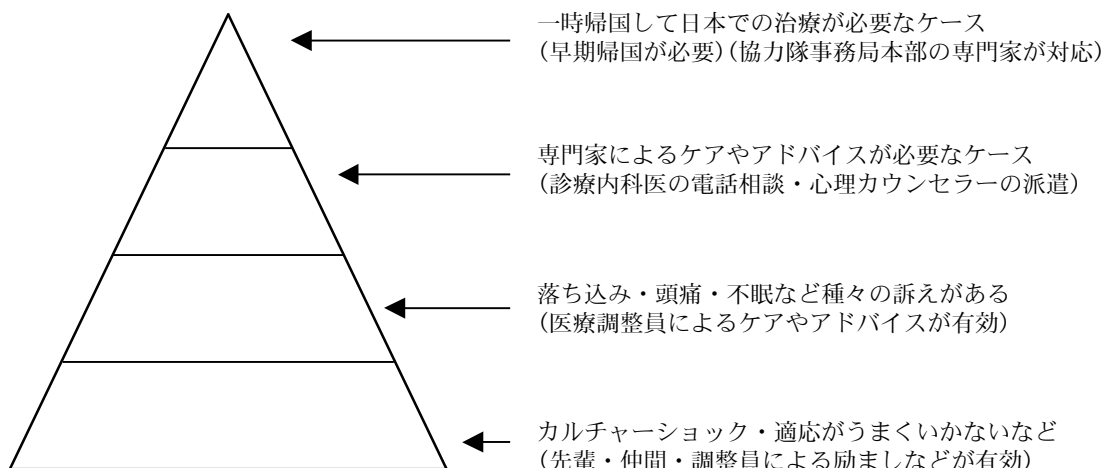 一時帰国して日本での治療が必要なケース
(早期帰国が必要)(協力隊事務局本部の専門家が対応)
専門家によるケアやアドバイスが必要なケース
(診療内科医の電話相談・心理カウンセラーの派遣)
落ち込み・頭痛・不眠など種々の訴えがある
(医療調整員によるケアやアドバイスが有効)
カルチャーショック・適応がうまくいかないなど
(先輩・仲間・調整員による励ましなどが有効)